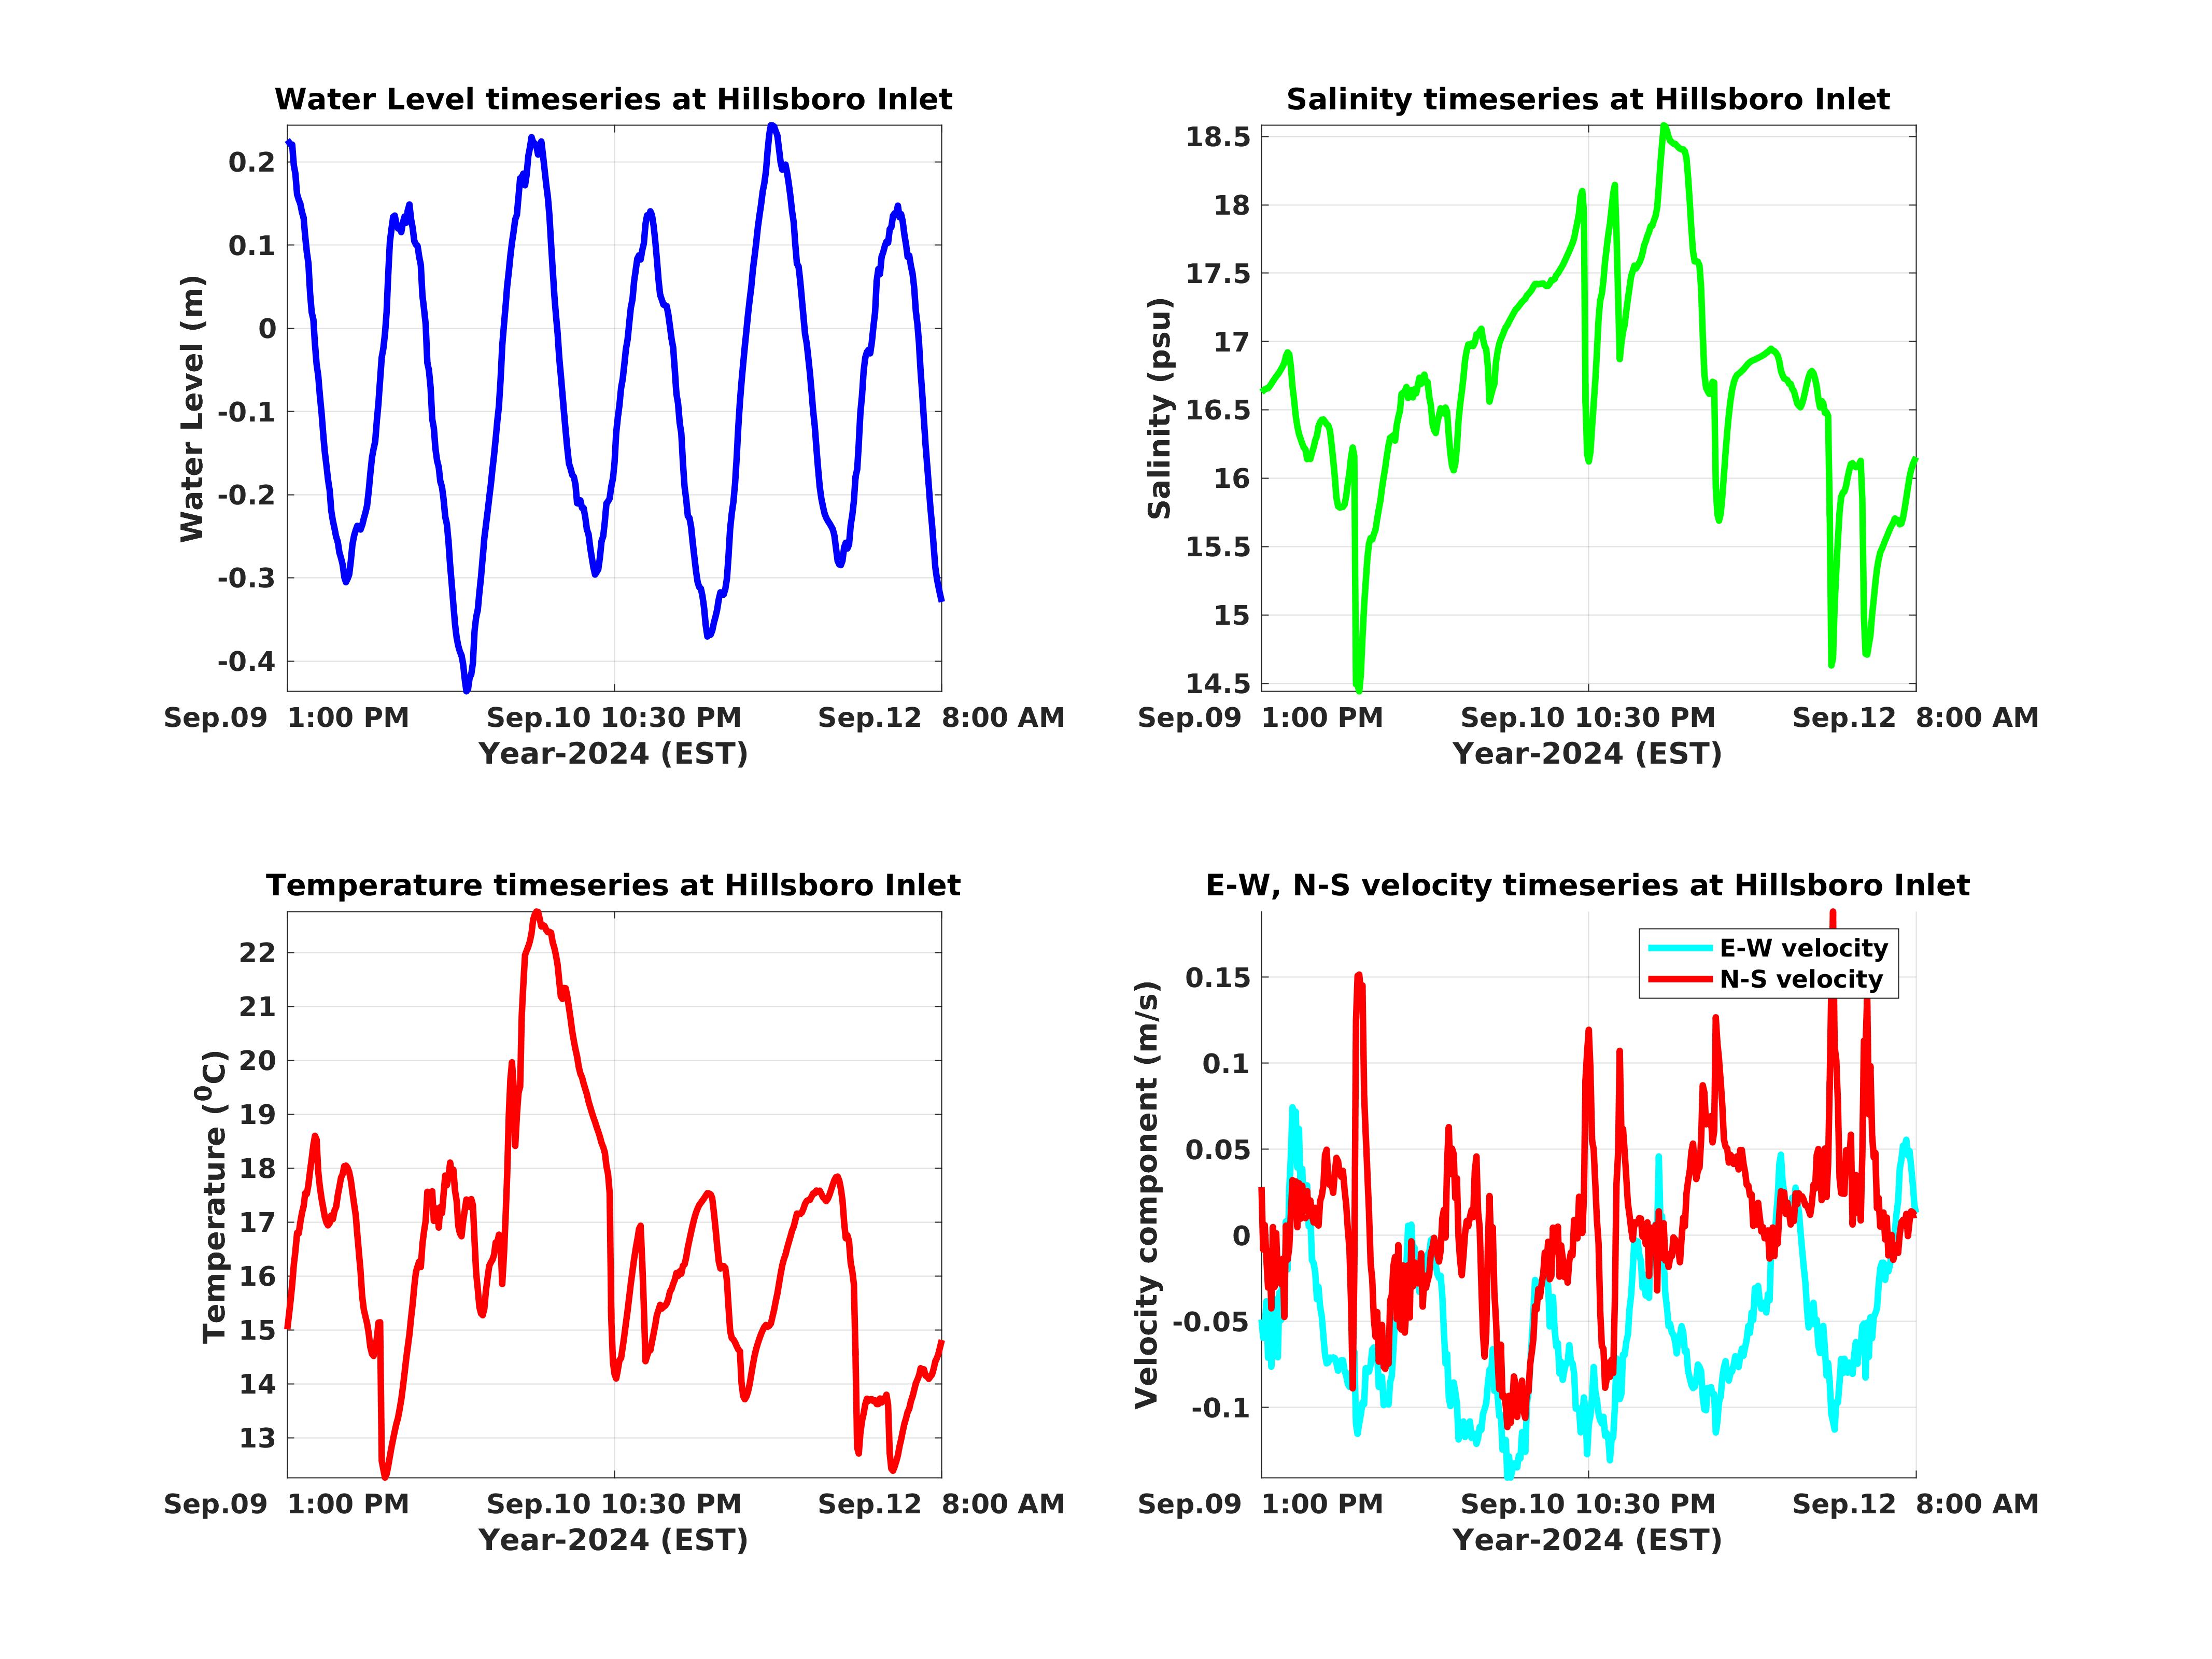 Water Level timeseries at Hillsboro Inlet
Water Level (m)
0.2
0.1
0
-0.1
-0.2
-0.3
-0.4
Sep.09 1:00 PM
Sep.10 10:30 PM
Sep.12 8:00 AM
Year-2024 (EST)
Salinity timeseries at Hillsboro Inlet
Salinity (psu)
18.5
18
17.5
17
16.5
16
15.5
15
14.5
Sep.09 1:00 PM
Sep.10 10:30 PM
Sep.12 8:00 AM
Year-2024 (EST)
Temperature timeseries at Hillsboro Inlet
Temperature (⁰C)
22
21
20
19
18
17
16
15
14
13
Sep.09 1:00 PM
Sep.10 10:30 PM
Sep.12 8:00 AM
Year-2024 (EST)
E-W, N-S velocity timeseries at Hillsboro Inlet
Velocity component (m/s)
0.15
0.1
0.05
0
-0.05
-0.1
E-W velocity
N-S velocity
Sep.09 1:00 PM
Sep.10 10:30 PM
Sep.12 8:00 AM
Year-2024 (EST)